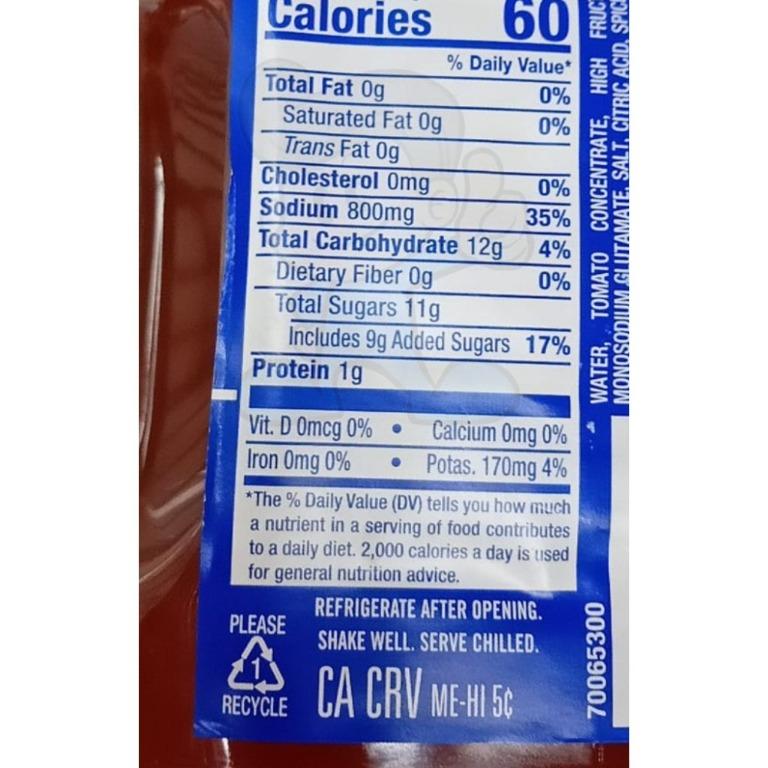 Calories 60
% Daily Value*
Total Fat 0g 0%
Saturated Fat 0g 0%
Trans Fat 0g
Cholesterol 0mg 0%
Sodium 800mg 35%
Total Carbohydrate 12g 4%
Dietary Fiber 0g 0%
Total Sugars 11g
Includes 9g Added Sugars 17%
Protein 1g
Vit. D 0mcg 0% • Calcium 0mg 0%
Iron 0mg 0% • Potas. 170mg 4%
*The % Daily Value (DV) tells you how much
a nutrient in a serving of food contributes
to a daily diet. 2,000 calories a day is used
for general nutrition advice.
REFRIGERATE AFTER OPENING.
SHAKE WELL. SERVE CHILLED.
PLEASE
1
RECYCLE
CA CRV ME-HI 5¢
WATER, TOMATO CONCENTRATE, HIGH
MONOSODIUM GLUTAMATE, SALT, CITRIC ACID,
70065300